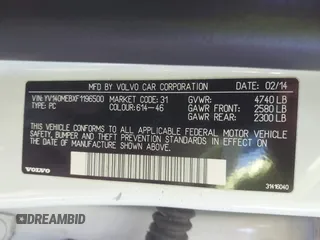 MFD BY VOLVO CAR CORPORATION DATE: 02/14
VIN: YV140MEBXF1196500 MARKET CODE: 31 GVWR: 4740 LB
TYPE: PC COLOUR: 614-46 GAWR FRONT: 2580 LB
GAWR REAR: 2300 LB
THIS VEHICLE CONFORMS TO ALL APPLICABLE FEDERAL MOTOR VEHICLE
SAFETY, BUMPER AND THEFT PREVENTION STANDARDS IN EFFECT ON THE
DATE OF MANUFACTURE SHOWN ABOVE.
VOLVO
31416040
DREAMBID